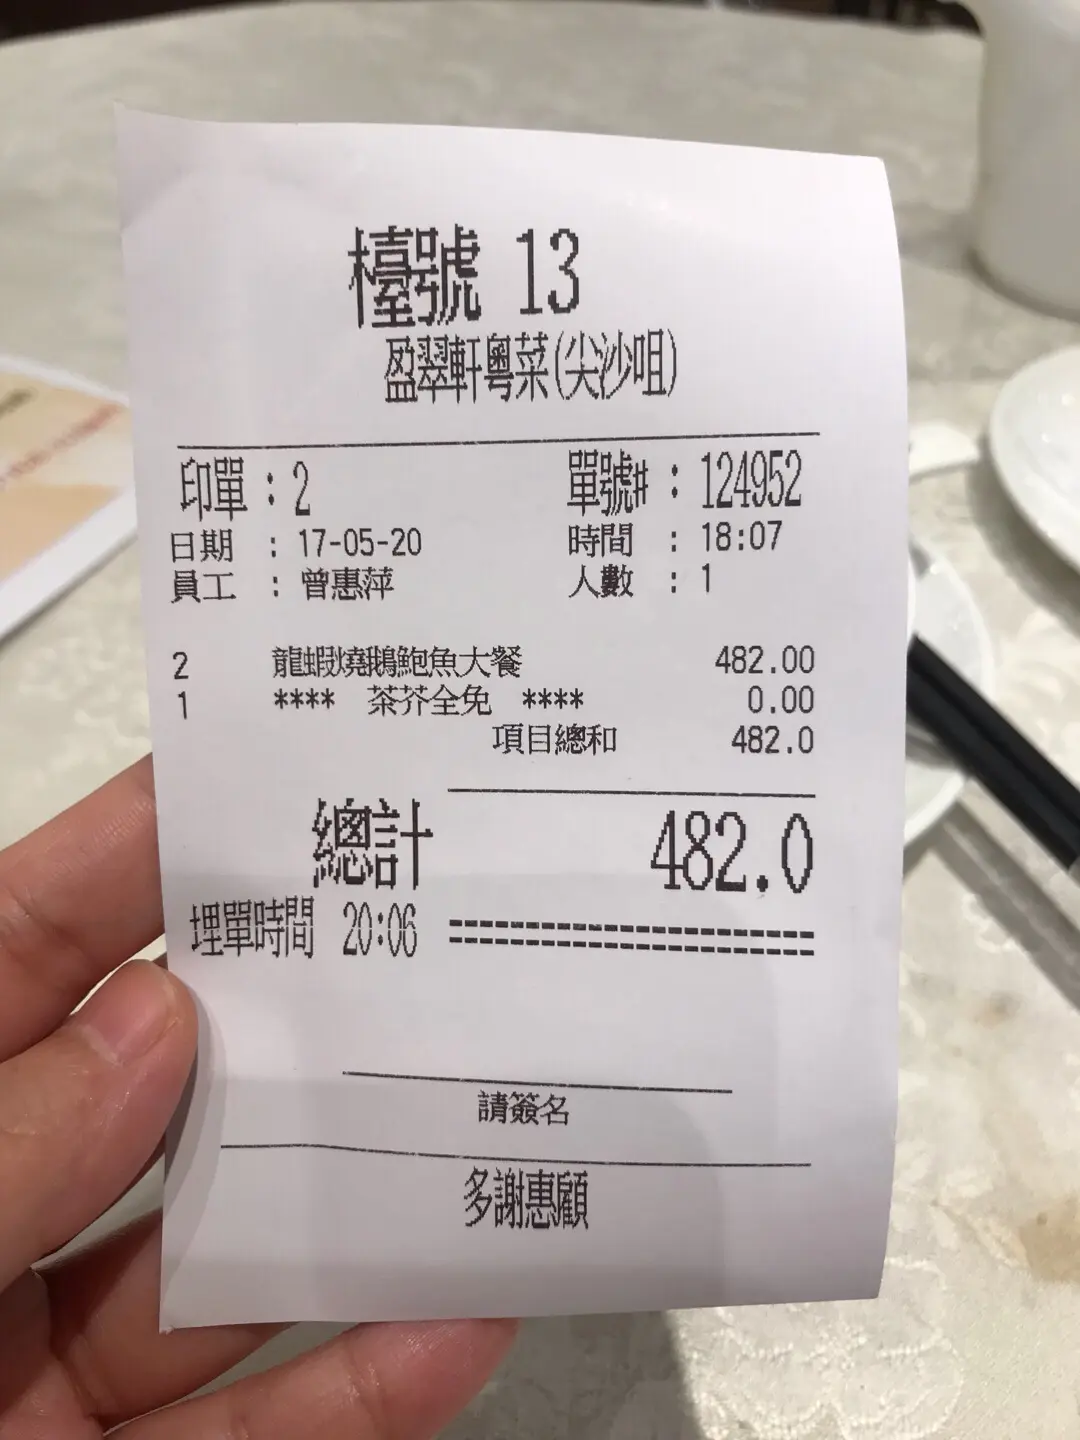 檯號 13
盈翠軒粵菜(尖沙咀)
印單 : 2 單號# : 124952
日期 : 17-05-20 時間 : 18:07
員工 : 曾惠萍 人數 : 1
2 龍蝦燒鵝鮑魚大餐 482.00
1 **** 茶芥全免 **** 0.00
項目總和 482.0
總計 482.0
埋單時間 20:06
請簽名
多謝惠顧